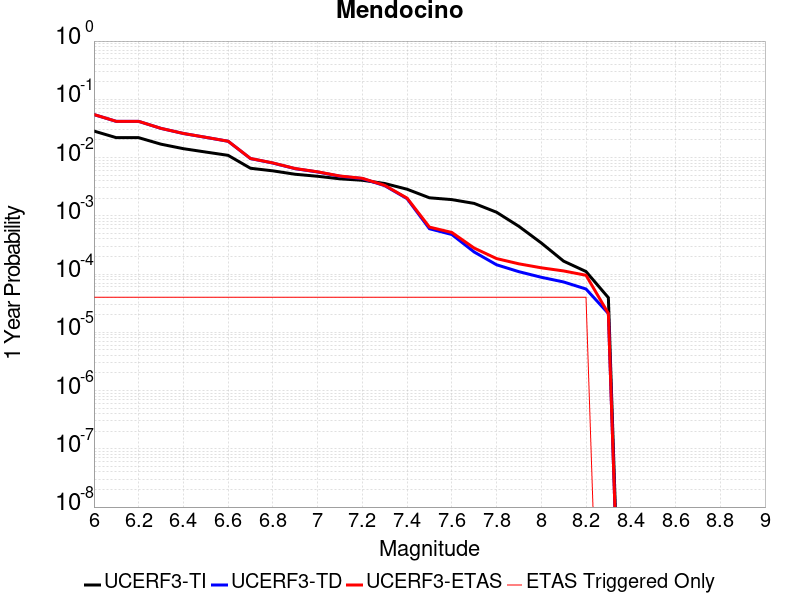 Mendocino
10^0
10^-1
10^-2
10^-3
10^-4
10^-5
10^-6
10^-7
10^-8
1 Year Probability
6 6.2 6.4 6.6 6.8 7 7.2 7.4 7.6 7.8 8 8.2 8.4 8.6 8.8 9
Magnitude
UCERF3-TI UCERF3-TD UCERF3-ETAS ETAS Triggered Only